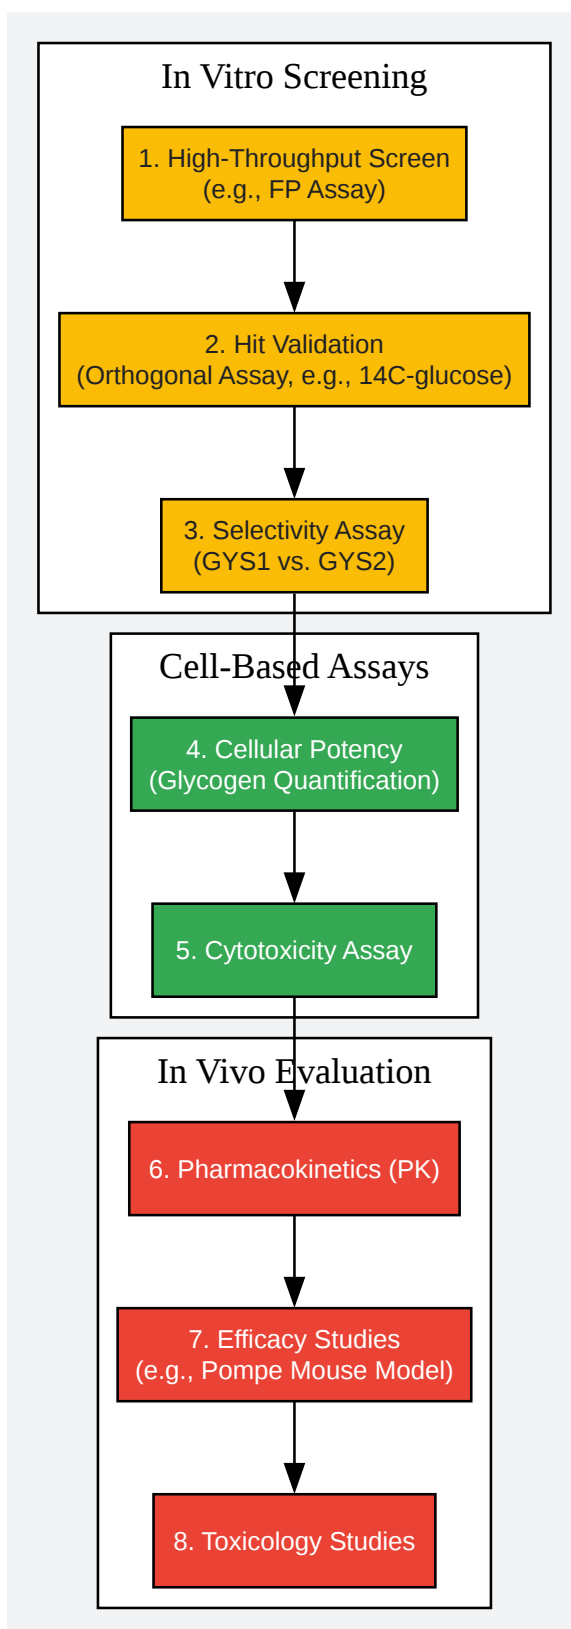 In Vitro Screening
1. High-Throughput Screen
(e.g., FP Assay)
2. Hit Validation
(Orthogonal Assay, e.g., 14C-glucose)
3. Selectivity Assay
(GYS1 vs. GYS2)
Cell-Based Assays
4. Cellular Potency
(Glycogen Quantification)
5. Cytotoxicity Assay
In Vivo Evaluation
6. Pharmacokinetics (PK)
7. Efficacy Studies
(e.g., Pompe Mouse Model)
8. Toxicology Studies